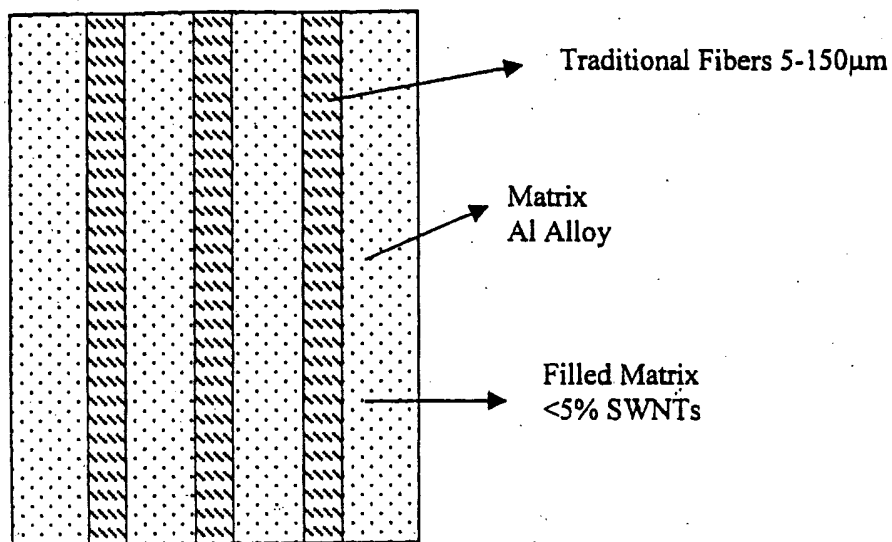 Traditional Fibers 5-150μm
Matrix
Al Alloy
Filled Matrix
<5% SWNTs